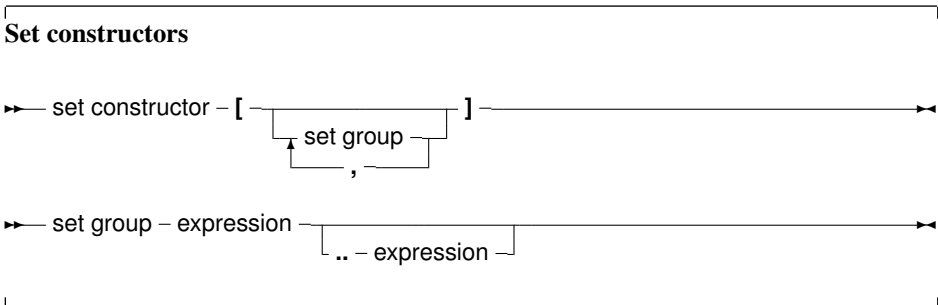 Set constructors
set constructor – [ ]
set group
,
set group – expression
.. – expression